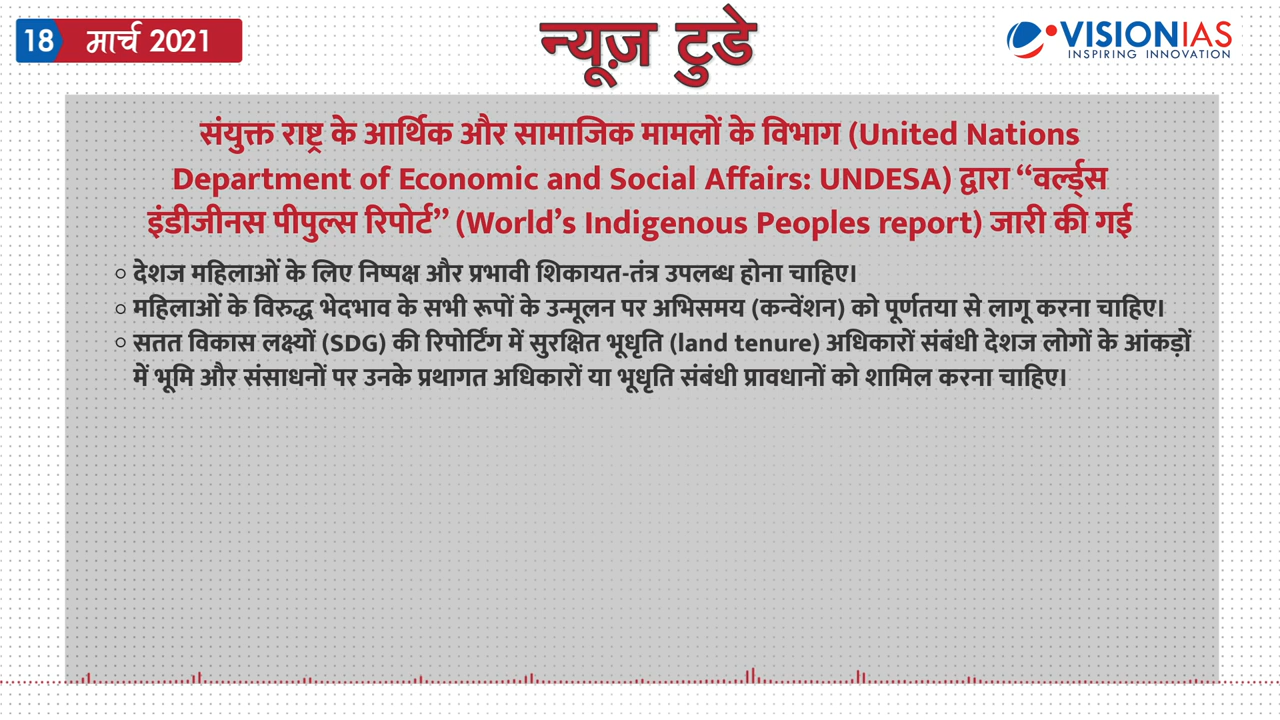 18 मार्च 2021
न्यूज़ टुडे
VISIONIAS
INSPIRING INNOVATION
संयुक्त राष्ट्र के आर्थिक और सामाजिक मामलों के विभाग (United Nations
Department of Economic and Social Affairs: UNDESA) द्वारा “वर्ल्ड्स
इंडीजीनस पीपुल्स रिपोर्ट” (World’s Indigenous Peoples report) जारी की गई
○ देशज महिलाओं के लिए निष्पक्ष और प्रभावी शिकायत-तंत्र उपलब्ध होना चाहिए।
○ महिलाओं के विरुद्ध भेदभाव के सभी रूपों के उन्मूलन पर अभिसमय (कन्वेंशन) को पूर्णतया से लागू करना चाहिए।
○ सतत विकास लक्ष्यों (SDG) की रिपोर्टिंग में सुरक्षित भूधृति (land tenure) अधिकारों संबंधी देशज लोगों के आंकड़ों
में भूमि और संसाधनों पर उनके प्रथागत अधिकारों या भूधृति संबंधी प्रावधानों को शामिल करना चाहिए।